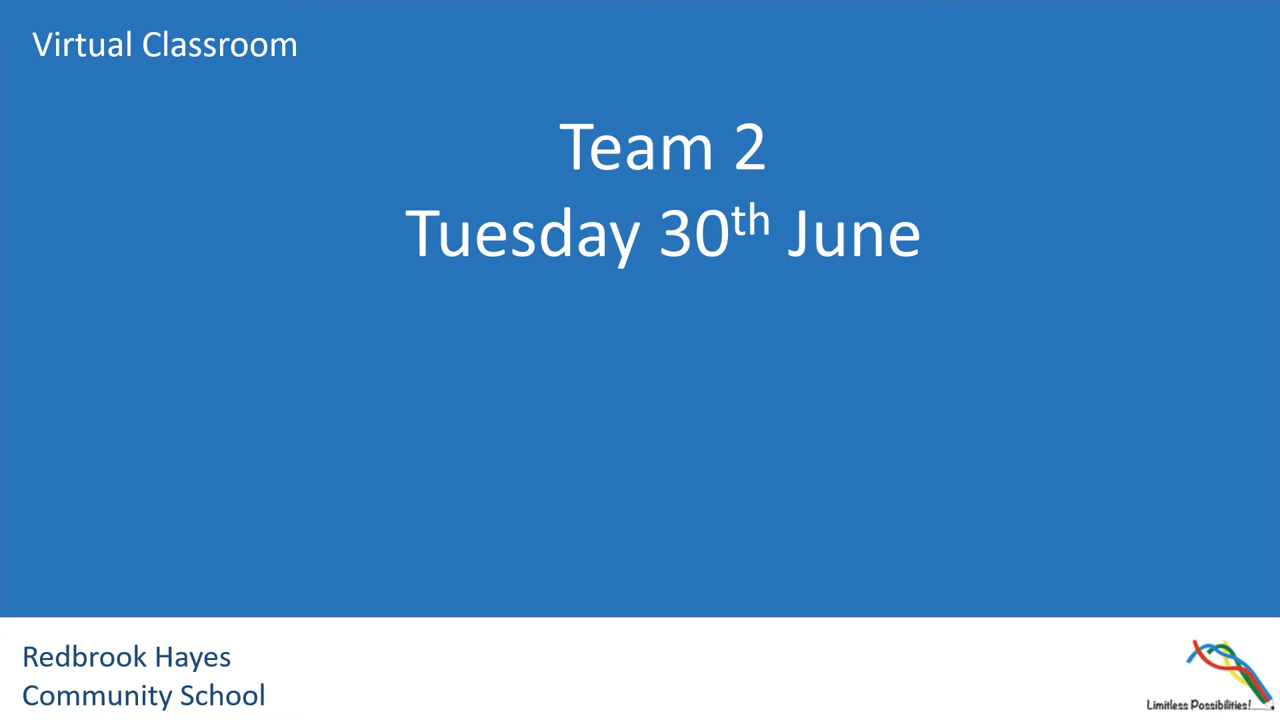 Virtual Classroom
Team 2
Tuesday 30th June
Redbrook Hayes
Community School
Limitless Possibilities!